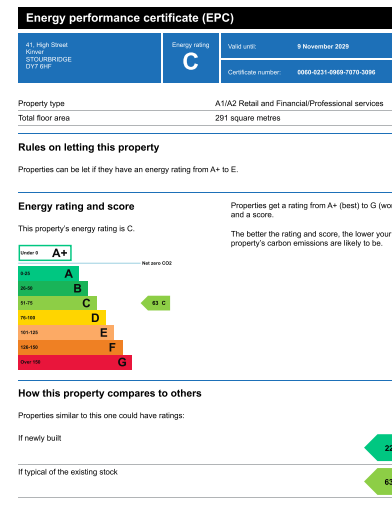 Energy performance certificate (EPC)
41, High Street
Kinver
STOURBRIDGE
DY7 6HF
Energy rating
C
Valid until: 9 November 2029
Certificate number: 0060-0231-0969-7070-3096
Property type A1/A2 Retail and Financial/Professional services
Total floor area 291 square metres
Rules on letting this property
Properties can be let if they have an energy rating from A+ to E.
Energy rating and score
This property's energy rating is C.
Properties get a rating from A+ (best) to G (wor
and a score.
The better the rating and score, the lower your
property's carbon emissions are likely to be.
Under 0 A+
Net zero CO2
0-25 A
26-50 B
51-75 C
63 C
76-100 D
101-125 E
126-150 F
Over 150 G
How this property compares to others
Properties similar to this one could have ratings:
If newly built
22
If typical of the existing stock
63